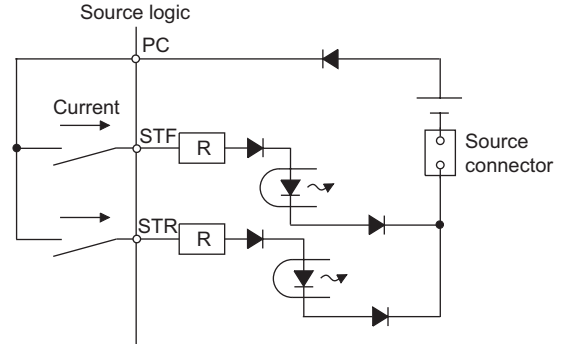 Source logic
PC
Current
STF
R
Source
connector
STR
R